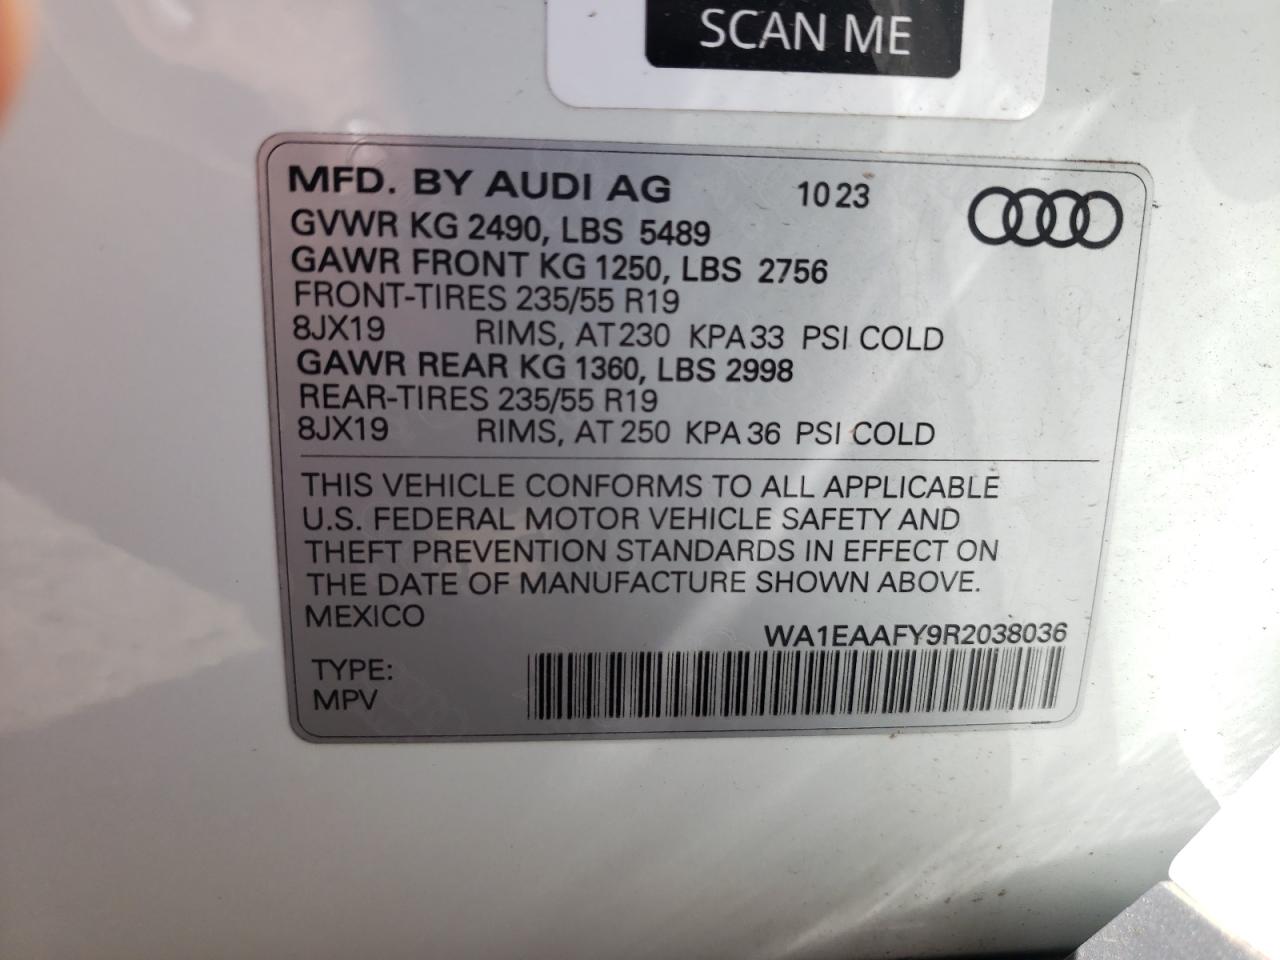 SCAN ME
MFD. BY AUDI AG 10 23
GVWR KG 2490, LBS 5489
GAWR FRONT KG 1250, LBS 2756
FRONT-TIRES 235/55 R19
8JX19 RIMS, AT 230 KPA 33 PSI COLD
GAWR REAR KG 1360, LBS 2998
REAR-TIRES 235/55 R19
8JX19 RIMS, AT 250 KPA 36 PSI COLD
THIS VEHICLE CONFORMS TO ALL APPLICABLE
U.S. FEDERAL MOTOR VEHICLE SAFETY AND
THEFT PREVENTION STANDARDS IN EFFECT ON
THE DATE OF MANUFACTURE SHOWN ABOVE.
MEXICO
WA1EAAFY9R2038036
TYPE:
MPV